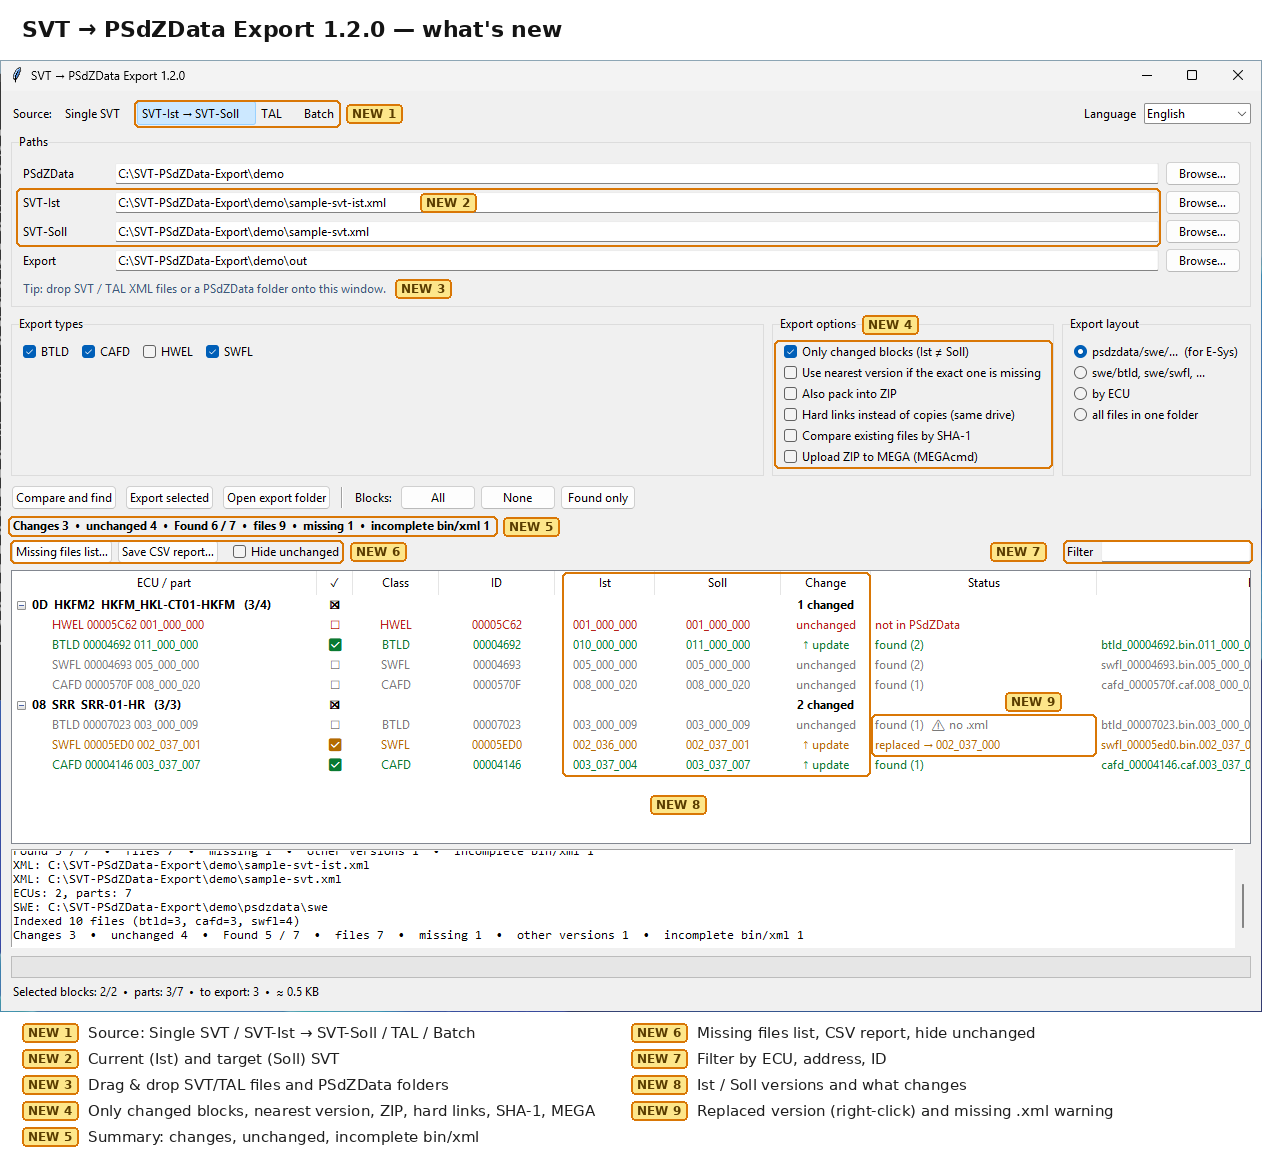 SVT → PSdZData Export 1.2.0 — what's new
SVT → PSdZData Export 1.2.0
Source: Single SVT SVT-Ist → SVT-Soll TAL Batch NEW 1 Language English
Paths
PSdZData C:\SVT-PSdZData-Export\demo Browse...
SVT-Ist C:\SVT-PSdZData-Export\demo\sample-svt-ist.xml NEW 2 Browse...
SVT-Soll C:\SVT-PSdZData-Export\demo\sample-svt.xml Browse...
Export C:\SVT-PSdZData-Export\demo\out Browse...
Tip: drop SVT / TAL XML files or a PSdZData folder onto this window. NEW 3
Export types
BTLD CAFD HWEL SWFL
Export options NEW 4
Only changed blocks (Ist ≠ Soll)
Use nearest version if the exact one is missing
Also pack into ZIP
Hard links instead of copies (same drive)
Compare existing files by SHA-1
Upload ZIP to MEGA (MEGAcmd)
Export layout
psdzdata/swe/... (for E-Sys)
swe/btld, swe/swfl, ...
by ECU
all files in one folder
Compare and find Export selected Open export folder Blocks: All None Found only
Changes 3 • unchanged 4 • Found 6 / 7 • files 9 • missing 1 • incomplete bin/xml 1 NEW 5
Missing files list... Save CSV report... Hide unchanged NEW 6 NEW 7 Filter
ECU / part ✓ Class ID Ist Soll Change Status
0D HKFM2 HKFM_HKL-CT01-HKFM (3/4) 1 changed
HWEL 00005C62 001_000_000 HWEL 00005C62 001_000_000 001_000_000 unchanged not in PSdZData
BTLD 00004692 011_000_000 BTLD 00004692 010_000_000 011_000_000 ↑ update found (2) btld_00004692.bin.011_000_0
SWFL 00004693 005_000_000 SWFL 00004693 005_000_000 005_000_000 unchanged found (2) swfl_00004693.bin.005_000_0
CAFD 0000570F 008_000_020 CAFD 0000570F 008_000_020 008_000_020 unchanged found (1) cafd_0000570f.caf.008_000_0
08 SRR SRR-01-HR (3/3) 2 changed NEW 9
BTLD 00007023 003_000_009 BTLD 00007023 003_000_009 003_000_009 unchanged found (1) ⚠ no .xml btld_00007023.bin.003_000_0
SWFL 00005ED0 002_037_001 SWFL 00005ED0 002_036_000 002_037_001 ↑ update replaced → 002_037_000 swfl_00005ed0.bin.002_037_0
CAFD 00004146 003_037_007 CAFD 00004146 003_037_004 003_037_007 ↑ update found (1) cafd_00004146.caf.003_037_0
NEW 8
Found 5 / 7 • files 7 • missing 1 • other versions 1 • incomplete bin/xml 1
XML: C:\SVT-PSdZData-Export\demo\sample-svt-ist.xml
XML: C:\SVT-PSdZData-Export\demo\sample-svt.xml
ECUs: 2, parts: 7
SWE: C:\SVT-PSdZData-Export\demo\psdzdata\swe
Indexed 10 files (btld=3, cafd=3, swfl=4)
Changes 3 • unchanged 4 • Found 5 / 7 • files 7 • missing 1 • other versions 1 • incomplete bin/xml 1
Selected blocks: 2/2 • parts: 3/7 • to export: 3 • ≈ 0.5 KB
NEW 1 Source: Single SVT / SVT-Ist → SVT-Soll / TAL / Batch
NEW 2 Current (Ist) and target (Soll) SVT
NEW 3 Drag & drop SVT/TAL files and PSdZData folders
NEW 4 Only changed blocks, nearest version, ZIP, hard links, SHA-1, MEGA
NEW 5 Summary: changes, unchanged, incomplete bin/xml
NEW 6 Missing files list, CSV report, hide unchanged
NEW 7 Filter by ECU, address, ID
NEW 8 Ist / Soll versions and what changes
NEW 9 Replaced version (right-click) and missing .xml warning